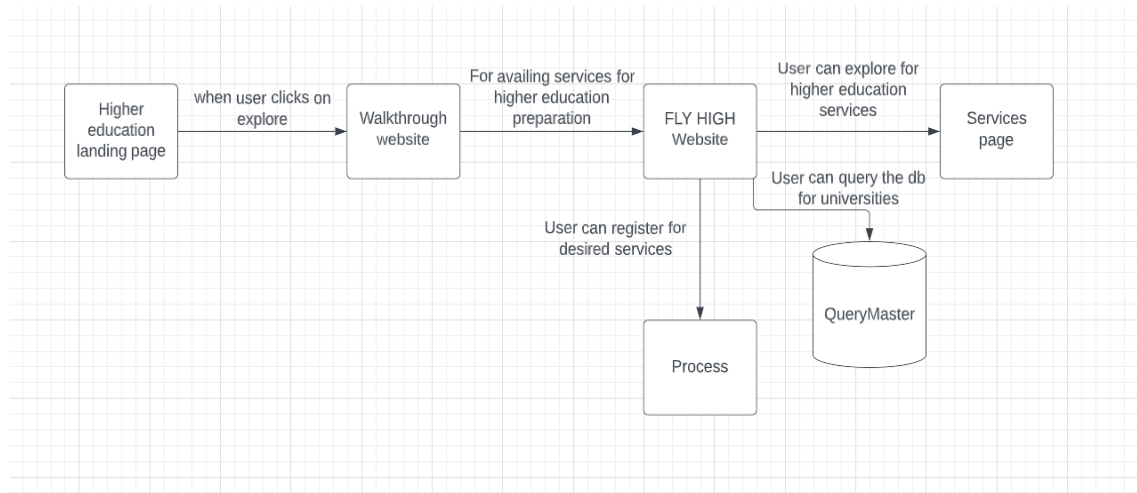 Higher
education
landing page
when user clicks on
explore
Walkthrough
website
For availing services for
higher education
preparation
FLY HIGH
Website
User can explore for
higher education
services
Services
page
User can query the db
for universities
User can register for
desired services
QueryMaster
Process